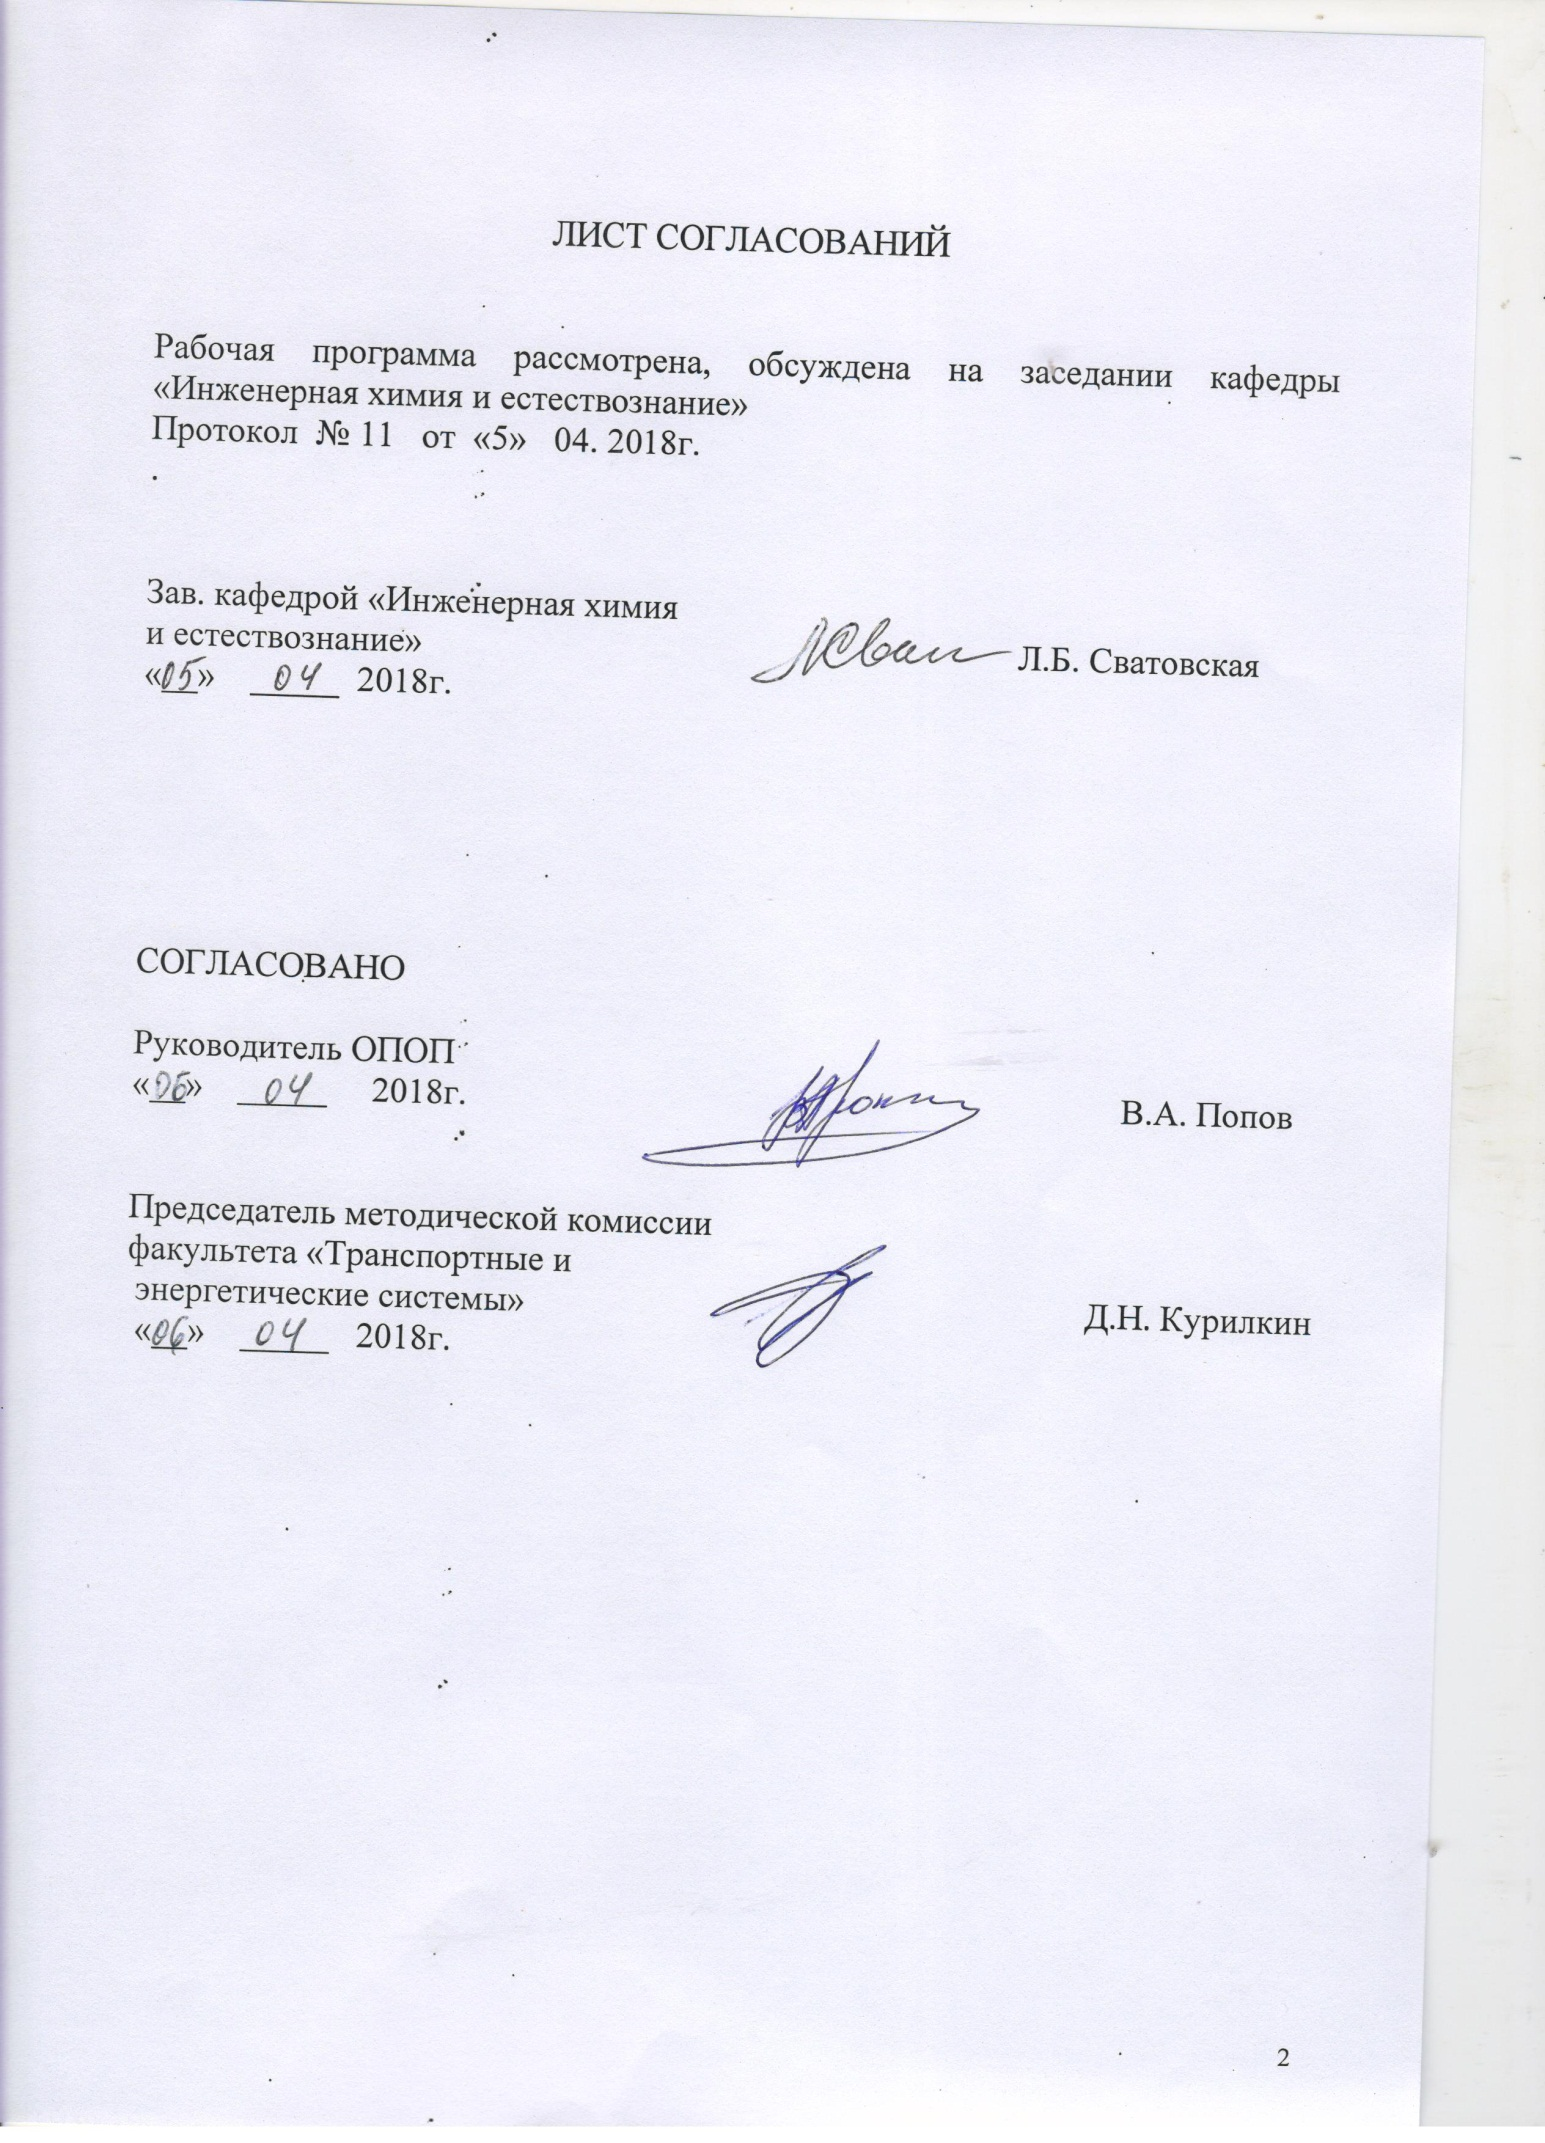 ЛИСТ СОГЛАСОВАНИЙ
Рабочая программа рассмотрена, обсуждена на заседании кафедры
«Инженерная химия и естествознание»
Протокол № 11 от «5» 04. 2018г.
Зав. кафедрой «Инженерная химия
и естествознание»
«05» 04 2018г. Л.Б. Сватовская
СОГЛАСОВАНО
Руководитель ОПОП
«06» 04 2018г. В.А. Попов
Председатель методической комиссии
факультета «Транспортные и
энергетические системы»
«06» 04 2018г. Д.Н. Курилкин
2